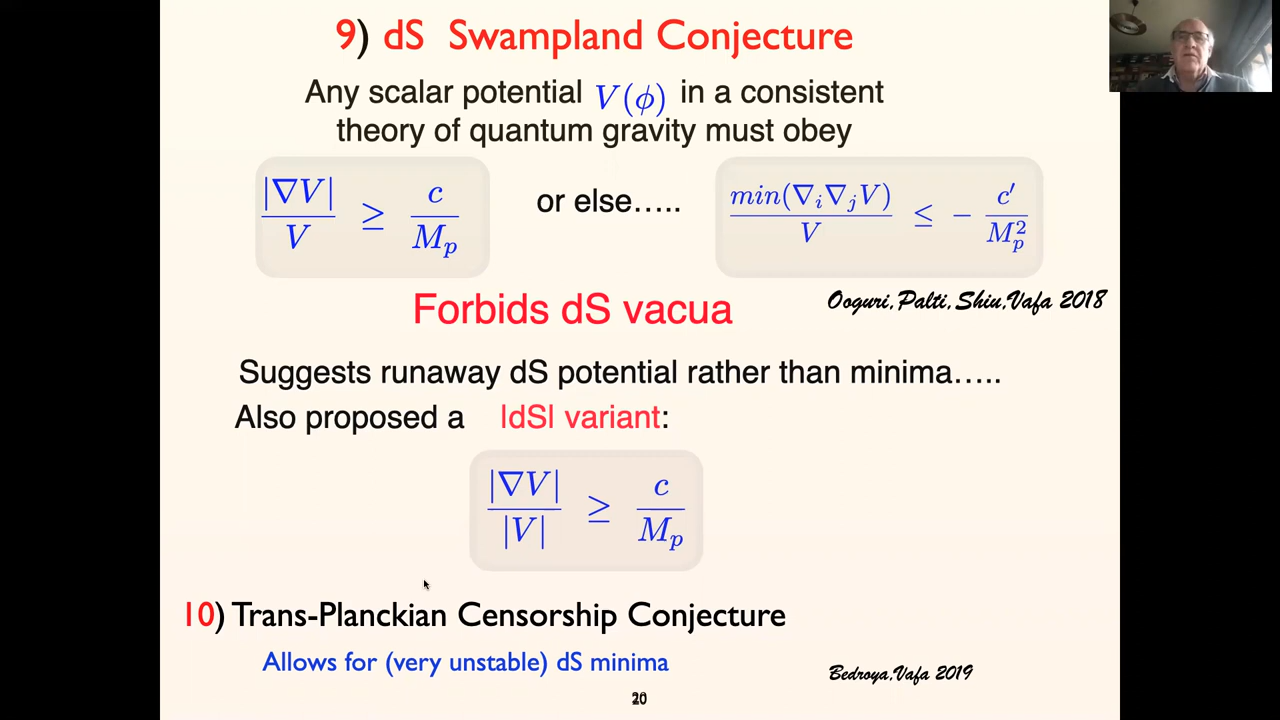 9) dS Swampland Conjecture
Any scalar potential V(ϕ) in a consistent
theory of quantum gravity must obey
|∇V| / V ≥ c / M_p or else….. min(∇_i∇_jV) / V ≤ − c′ / M_p^2
Forbids dS vacua
Ooguri, Palti, Shiu, Vafa 2018
Suggests runaway dS potential rather than minima…..
Also proposed a |dS| variant:
|∇V| / |V| ≥ c / M_p
10) Trans-Planckian Censorship Conjecture
Allows for (very unstable) dS minima
Bedroya, Vafa 2019